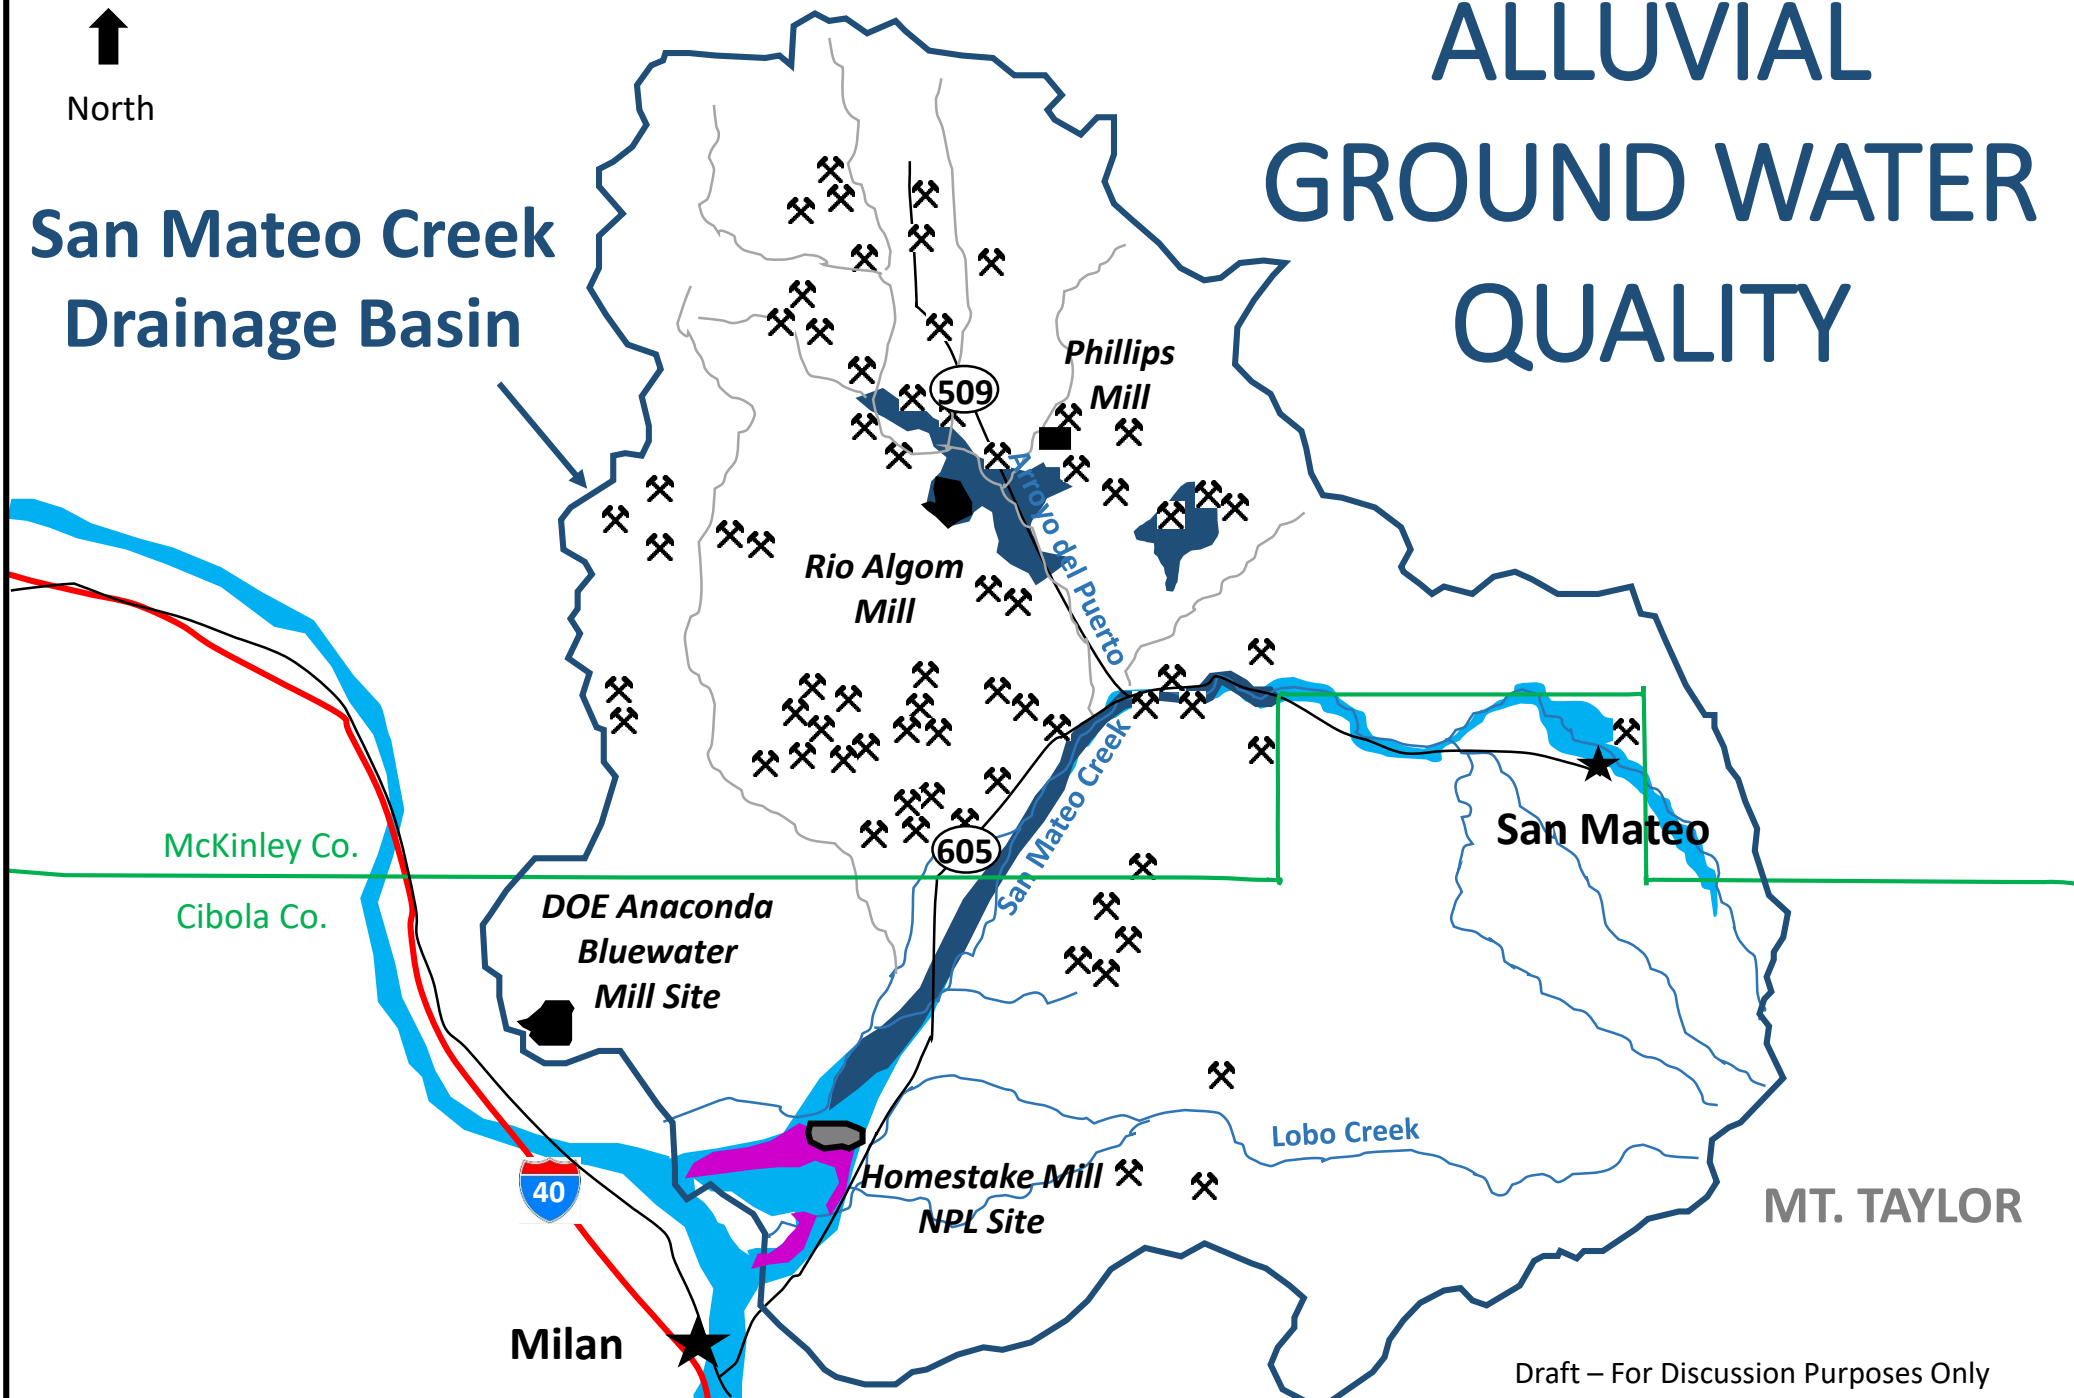 ALLUVIAL
GROUND WATER
QUALITY
North
San Mateo Creek
Drainage Basin
Phillips
Mill
509
Arroyo del Puerto
Rio Algom
Mill
San Mateo Creek
San Mateo
605
McKinley Co.
Cibola Co.
DOE Anaconda
Bluewater
Mill Site
Lobo Creek
Homestake Mill
NPL Site
40
MT. TAYLOR
Milan
Draft – For Discussion Purposes Only